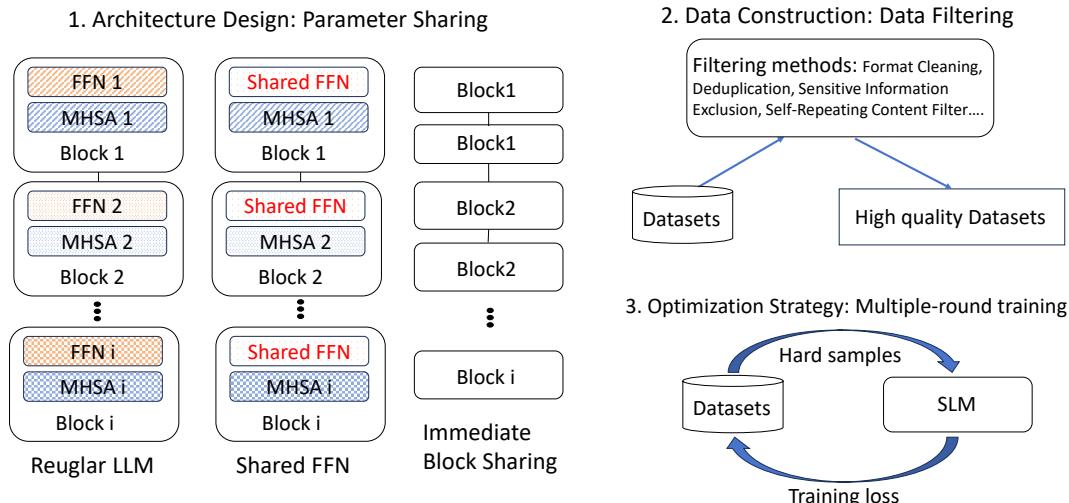 1. Architecture Design: Parameter Sharing
FFN 1
MHSA 1
Block 1
FFN 2
MHSA 2
Block 2
FFN i
MHSA i
Block i
Reuglar LLM
Shared FFN
MHSA 1
Block 1
Shared FFN
MHSA 2
Block 2
Shared FFN
MHSA i
Block i
Shared FFN
Block1
Block1
Block2
Block2
Block i
Immediate
Block Sharing
2. Data Construction: Data Filtering
Filtering methods: Format Cleaning,
Deduplication, Sensitive Information
Exclusion, Self-Repeating Content Filter....
Datasets
High quality Datasets
3. Optimization Strategy: Multiple-round training
Hard samples
Datasets
SLM
Training loss